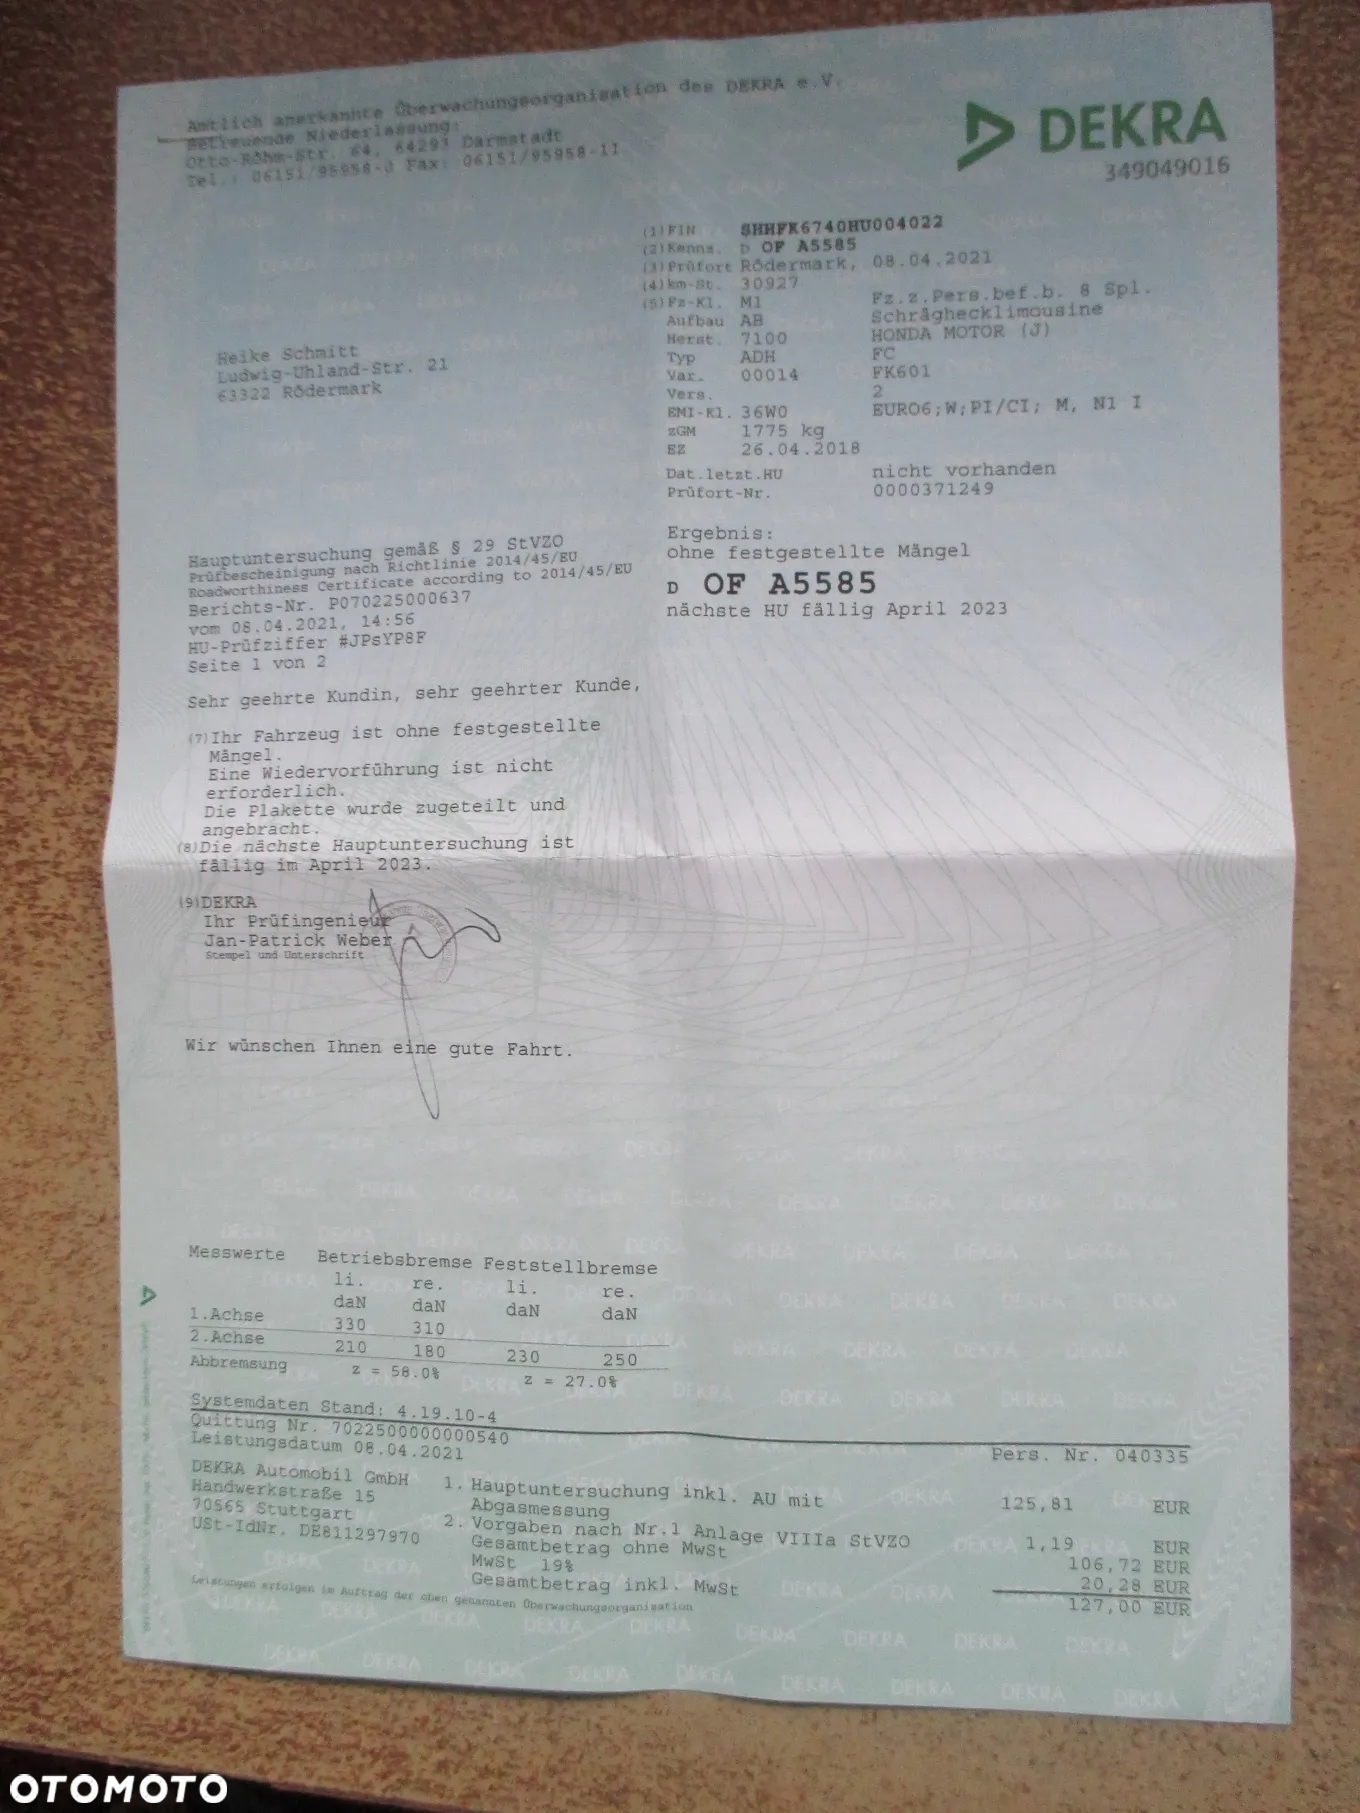 Amtlich anerkannte Überwachungsorganisation des DEKRA e.V.
Betreuende Niederlassung:
Otto-Röhm-Str. 64, 64293 Darmstadt
Tel.: 06151/95958-0 Fax: 06151/95958-11
DEKRA
349049016
(1)FIN SHHFK6740HU004022
(2)Kennz. D OF A5585
(3)Prüfort Rödermark, 08.04.2021
(4)km-St. 30927
(5)Fz-Kl. M1 Fz.z.Pers.bef.b. 8 Spl.
Aufbau AB Schräghecklimousine
Herst. 7100 HONDA MOTOR (J)
Typ ADH FC
Var. 00014 FK601
Vers. 2
EMI-Kl. 36W0 EURO6;W;PI/CI; M, N1 I
zGM 1775 kg
EZ 26.04.2018
Dat.letzt.HU nicht vorhanden
Prüfort-Nr. 0000371249
Heike Schmitt
Ludwig-Uhland-Str. 21
63322 Rödermark
Hauptuntersuchung gemäß § 29 StVZO
Prüfbescheinigung nach Richtlinie 2014/45/EU
Roadworthiness Certificate according to 2014/45/EU
Berichts-Nr. P070225000637
vom 08.04.2021, 14:56
HU-Prüfziffer #JPsYP8F
Seite 1 von 2
Ergebnis:
ohne festgestellte Mängel
D OF A5585
nächste HU fällig April 2023
Sehr geehrte Kundin, sehr geehrter Kunde,
(7)Ihr Fahrzeug ist ohne festgestellte
Mängel.
Eine Wiedervorführung ist nicht
erforderlich.
Die Plakette wurde zugeteilt und
angebracht.
(8)Die nächste Hauptuntersuchung ist
fällig im April 2023.
(9)DEKRA
Ihr Prüfingenieur
Jan-Patrick Weber
Stempel und Unterschrift
Wir wünschen Ihnen eine gute Fahrt.
Messwerte Betriebsbremse Feststellbremse
li. re. li. re.
daN daN daN daN
1.Achse 330 310
2.Achse 210 180 230 250
Abbremsung z = 58.0% z = 27.0%
Systemdaten Stand: 4.19.10-4
Quittung Nr. 7022500000000540
Leistungsdatum 08.04.2021 Pers. Nr. 040335
DEKRA Automobil GmbH
Handwerkstraße 15
70565 Stuttgart
USt-IdNr. DE811297970
1. Hauptuntersuchung inkl. AU mit
Abgasmessung 125,81 EUR
2. Vorgaben nach Nr.1 Anlage VIIIa StVZO 1,19 EUR
Gesamtbetrag ohne MwSt 106,72 EUR
MwSt 19% 20,28 EUR
Gesamtbetrag inkl. MwSt 127,00 EUR
Leistungen erfolgen im Auftrag der oben genannten Überwachungsorganisation
OTOMOTO